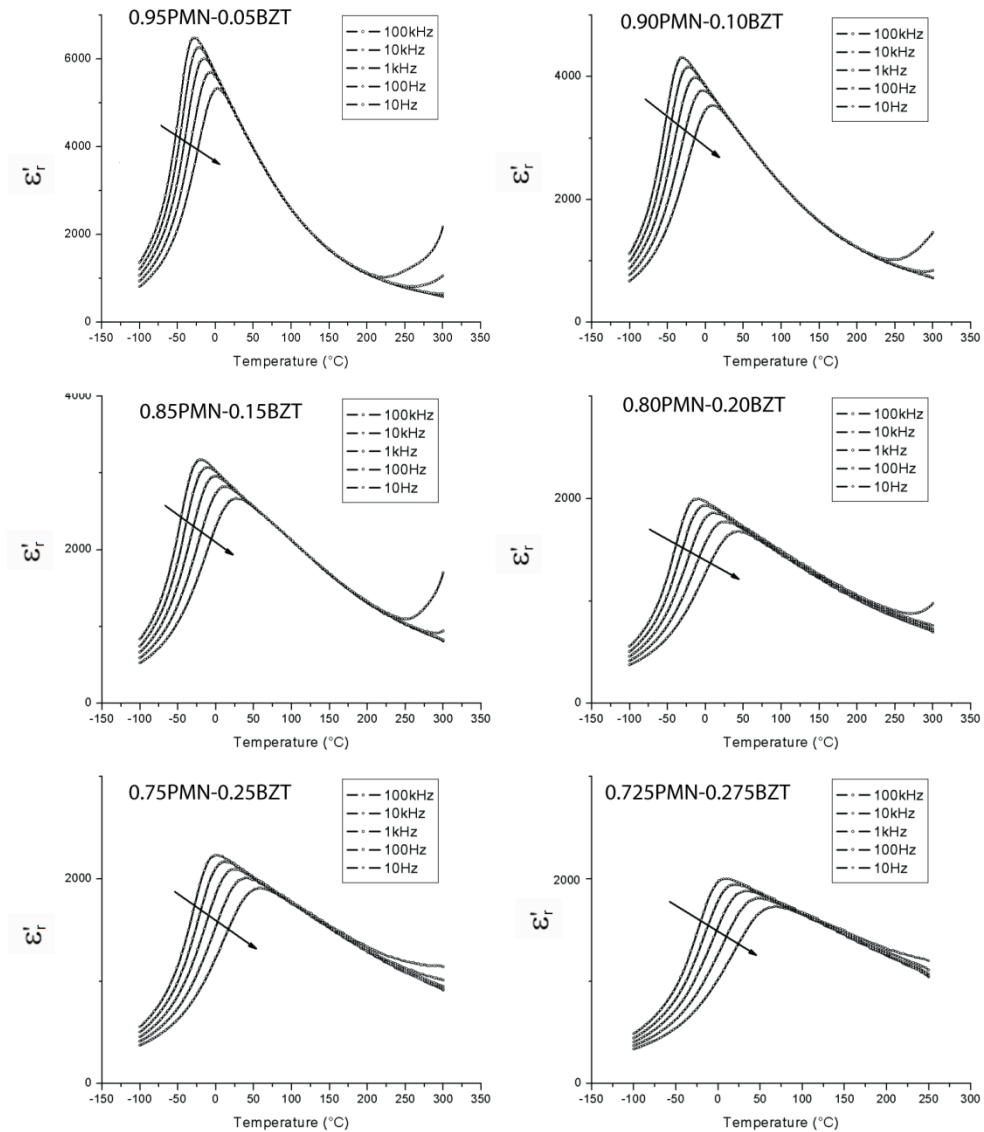 0.95PMN-0.05BZT
100kHz
10kHz
1kHz
100Hz
10Hz
ε'r
6000
4000
2000
0
-150 -100 -50 0 50 100 150 200 250 300 350
Temperature (°C)
0.90PMN-0.10BZT
100kHz
10kHz
1kHz
100Hz
10Hz
ε'r
4000
2000
0
-150 -100 -50 0 50 100 150 200 250 300 350
Temperature (°C)
0.85PMN-0.15BZT
100kHz
10kHz
1kHz
100Hz
10Hz
ε'r
4000
2000
0
-150 -100 -50 0 50 100 150 200 250 300 350
Temperature (°C)
0.80PMN-0.20BZT
100kHz
10kHz
1kHz
100Hz
10Hz
ε'r
2000
0
-150 -100 -50 0 50 100 150 200 250 300 350
Temperature (°C)
0.75PMN-0.25BZT
100kHz
10kHz
1kHz
100Hz
10Hz
ε'r
2000
0
-150 -100 -50 0 50 100 150 200 250 300 350
Temperature (°C)
0.725PMN-0.275BZT
100kHz
10kHz
1kHz
100Hz
10Hz
ε'r
2000
0
-150 -100 -50 0 50 100 150 200 250 300 350
Temperature (°C)